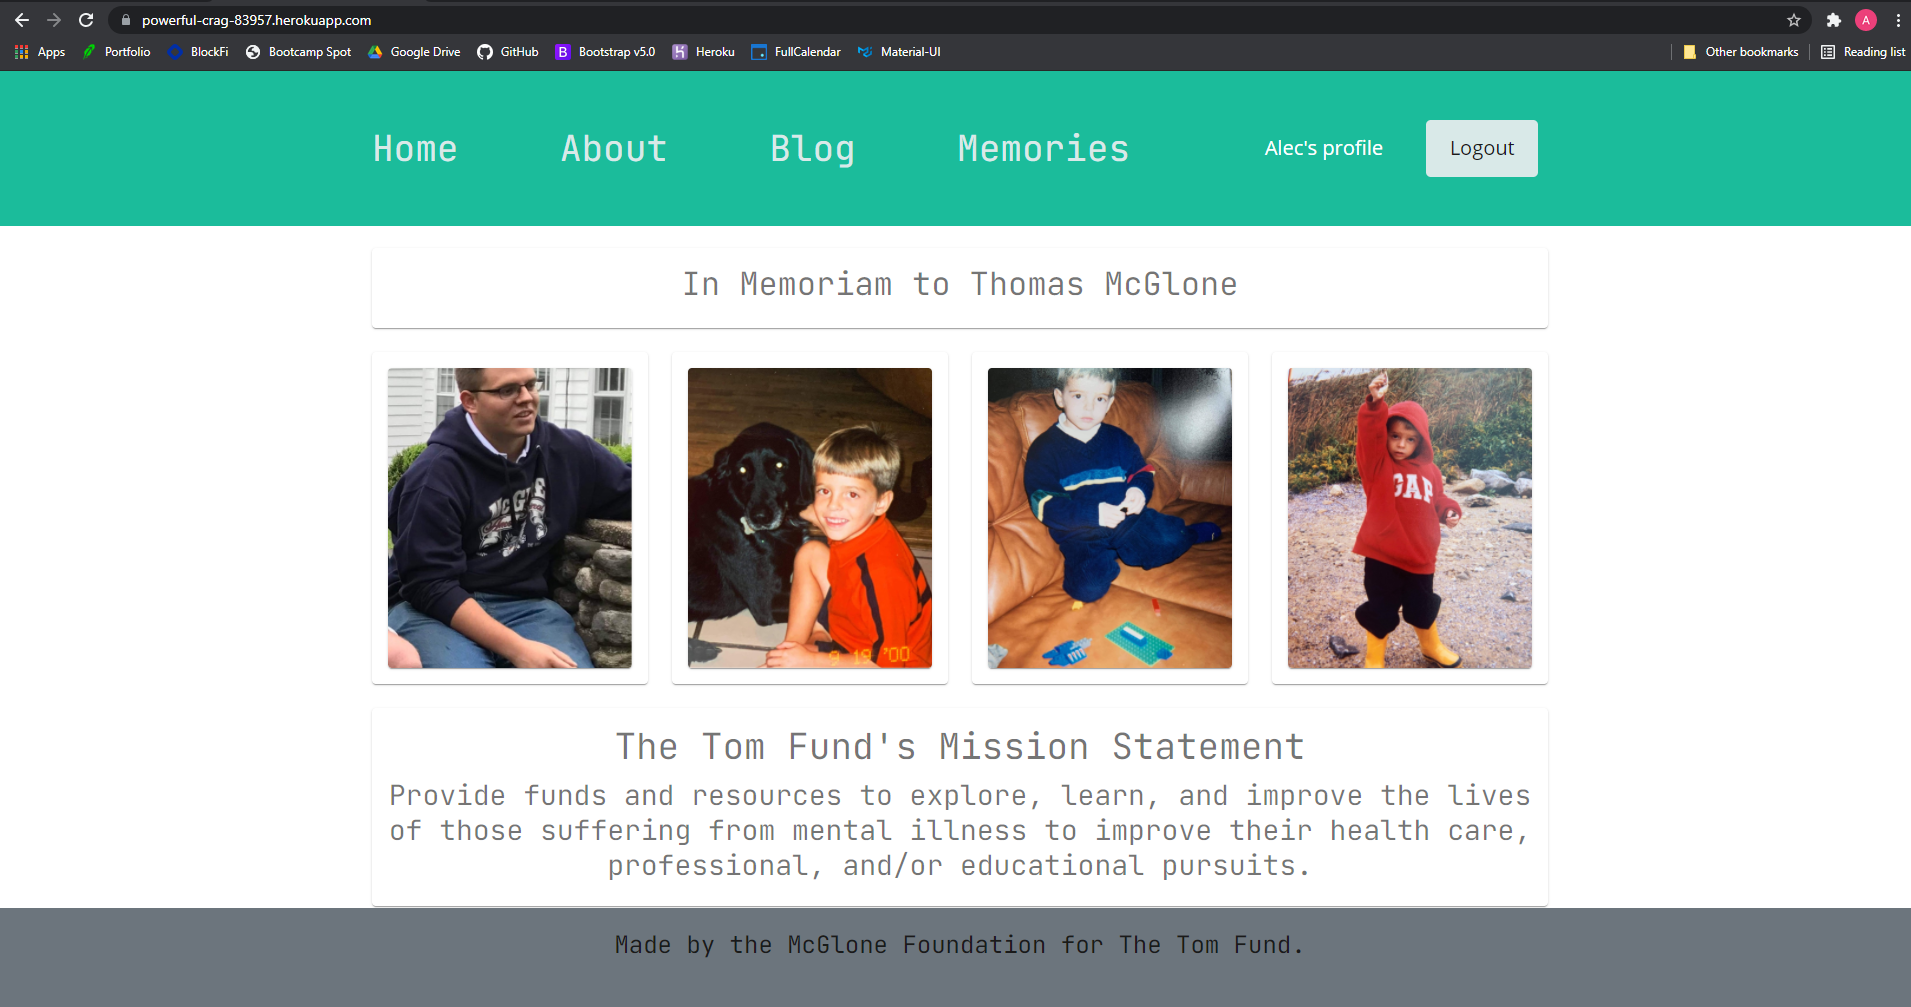 powerful-crag-83957.herokuapp.com
A
Apps Portfolio BlockFi Bootcamp Spot Google Drive GitHub B Bootstrap v5.0 Heroku FullCalendar Material-UI Other bookmarks Reading list
Home About Blog Memories Alec's profile Logout
In Memoriam to Thomas McGlone
GAP
9 19 '00
The Tom Fund's Mission Statement
Provide funds and resources to explore, learn, and improve the lives
of those suffering from mental illness to improve their health care,
professional, and/or educational pursuits.
Made by the McGlone Foundation for The Tom Fund.